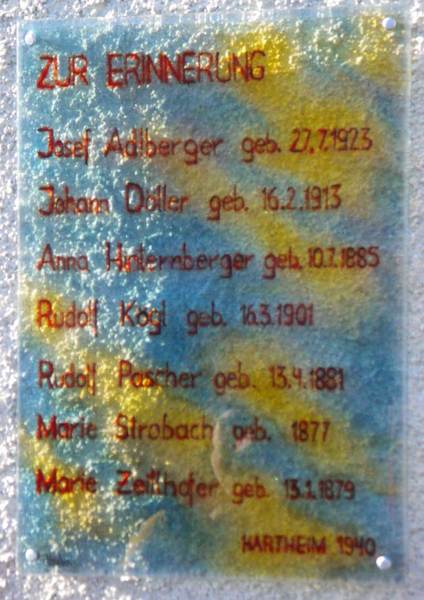 ZUR ERINNERUNG
Josef Adlberger geb. 27.7.1923
Johann Doller geb. 16.2.1913
Anna Hinternberger geb. 10.7.1885
Rudolf Kögl geb. 16.3.1901
Rudolf Pascher geb. 13.4.1881
Marie Strobach geb. 1877
Marie Zeitlhofer geb. 13.1.1879
HARTHEIM 1940